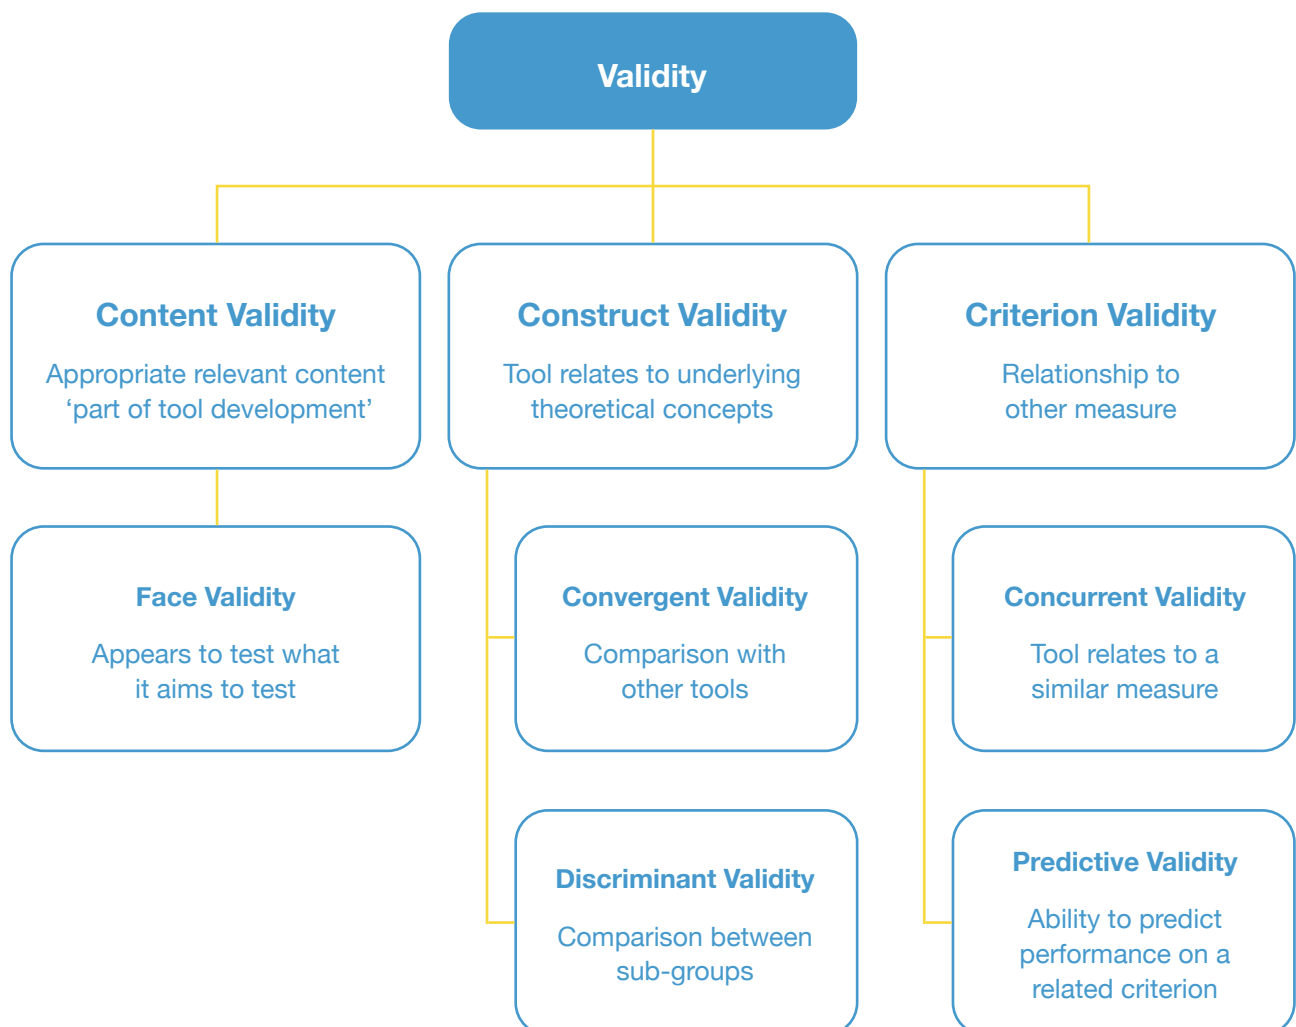 Validity
Content Validity
Appropriate relevant content
‘part of tool development’
Construct Validity
Tool relates to underlying
theoretical concepts
Criterion Validity
Relationship to
other measure
Face Validity
Appears to test what
it aims to test
Convergent Validity
Comparison with
other tools
Concurrent Validity
Tool relates to a
similar measure
Discriminant Validity
Comparison between
sub-groups
Predictive Validity
Ability to predict
performance on a
related criterion